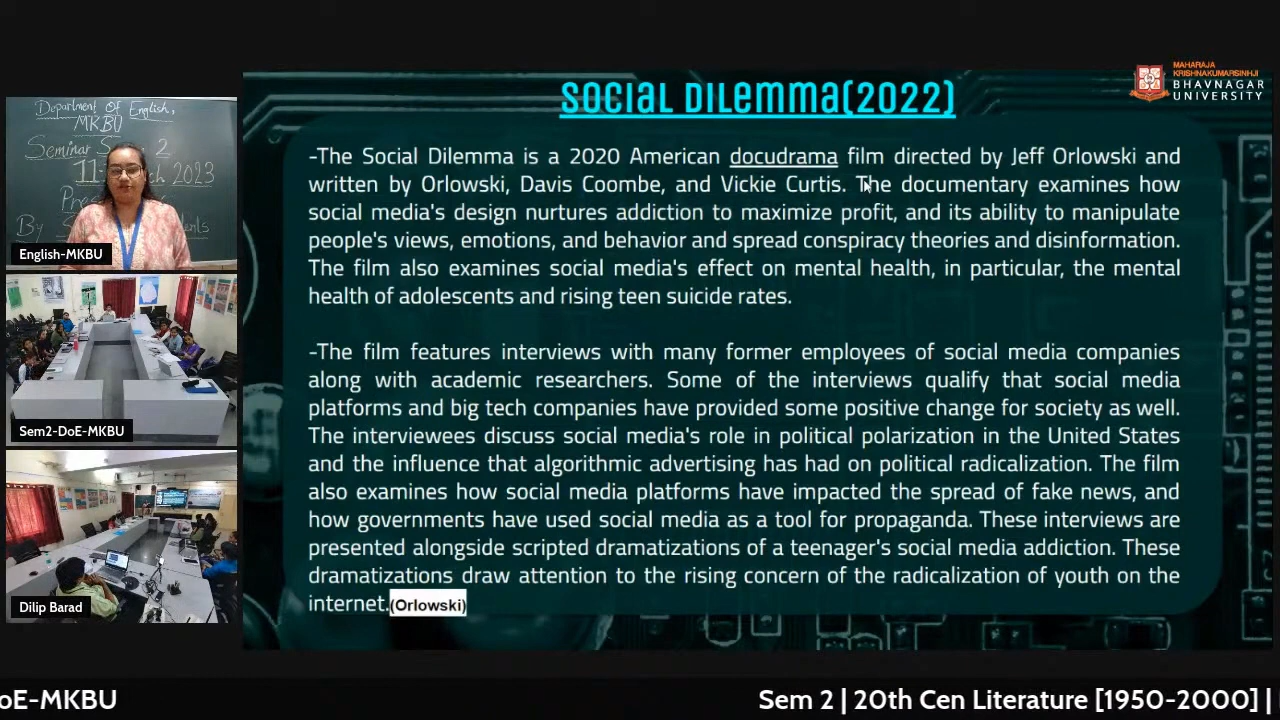 SOCIAL DILEMMA(2022)
MAHARAJA
KRISHNAKUMARSINHJI
BHAVNAGAR
UNIVERSITY
-The Social Dilemma is a 2020 American docudrama film directed by Jeff Orlowski and
written by Orlowski, Davis Coombe, and Vickie Curtis. The documentary examines how
social media's design nurtures addiction to maximize profit, and its ability to manipulate
people's views, emotions, and behavior and spread conspiracy theories and disinformation.
The film also examines social media's effect on mental health, in particular, the mental
health of adolescents and rising teen suicide rates.
-The film features interviews with many former employees of social media companies
along with academic researchers. Some of the interviews qualify that social media
platforms and big tech companies have provided some positive change for society as well.
The interviewees discuss social media's role in political polarization in the United States
and the influence that algorithmic advertising has had on political radicalization. The film
also examines how social media platforms have impacted the spread of fake news, and
how governments have used social media as a tool for propaganda. These interviews are
presented alongside scripted dramatizations of a teenager's social media addiction. These
dramatizations draw attention to the rising concern of the radicalization of youth on the
internet.(Orlowski)
Department Of English,
MKBU
Seminar 2
11 2023
By
English-MKBU
Sem2-DoE-MKBU
Dilip Barad
oE-MKBU
Sem 2 | 20th Cen Literature [1950-2000] |